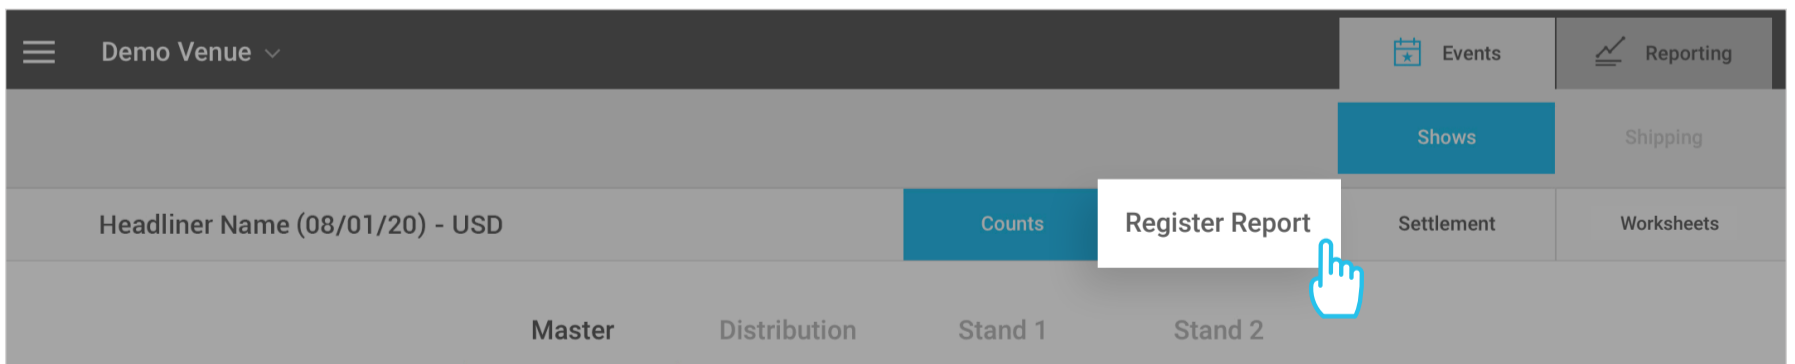 Demo Venue
Events
Reporting
Shows
Shipping
Headliner Name (08/01/20) - USD
Counts
Register Report
Settlement
Worksheets
Master
Distribution
Stand 1
Stand 2